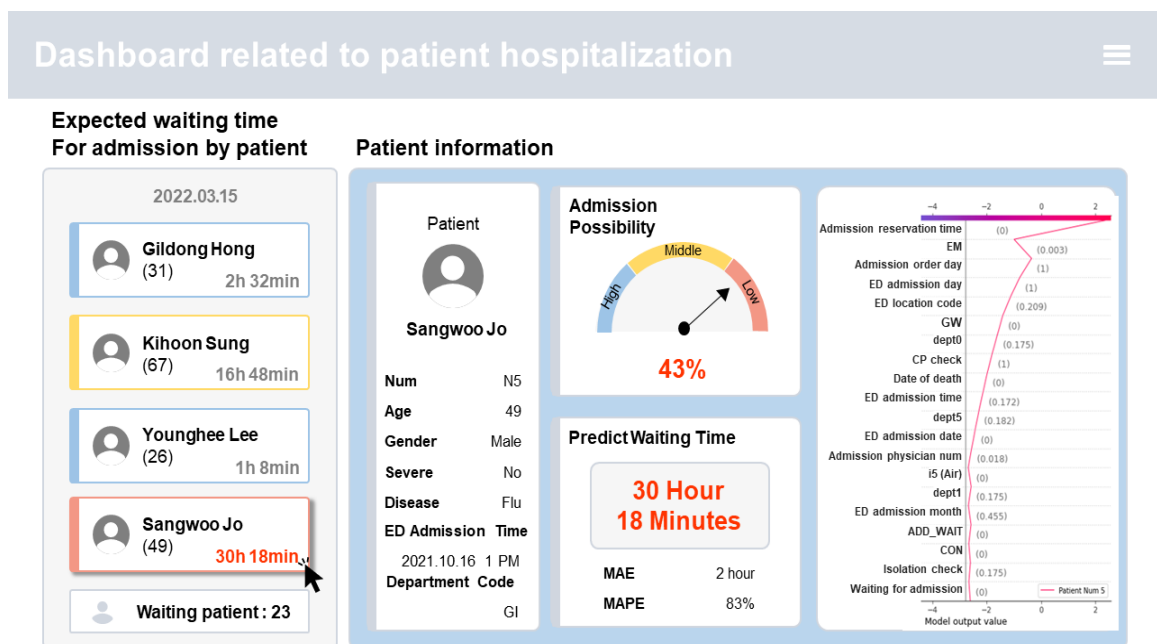 Dashboard related to patient hospitalization
Expected waiting time
For admission by patient
Patient information
2022.03.15
Gildong Hong
(31)
2h 32min
Kihoon Sung
(67)
16h 48min
Younghee Lee
(26)
1h 8min
Sangwoo Jo
(49)
30h 18min
Waiting patient : 23
Patient
Sangwoo Jo
Num N5
Age 49
Gender Male
Severe No
Disease Flu
ED Admission Time
2021.10.16 1 PM
Department Code
GI
Admission
Possibility
High
Middle
Low
43%
Predict Waiting Time
30 Hour
18 Minutes
MAE 2 hour
MAPE 83%
−4 −2 0 2
Admission reservation time (0)
EM (0.003)
Admission order day (1)
ED admission day (1)
ED location code (0.209)
GW (0)
dept0 (0.175)
CP check (1)
Date of death (0)
ED admission time (0.172)
dept5 (0.182)
ED admission date (0)
Admission physician num (0.018)
i5 (Air) (0)
dept1 (0.175)
ED admission month (0.455)
ADD_WAIT (0)
CON (0)
Isolation check (0.175)
Waiting for admission (0)
Patient Num 5
−4 −2 0 2
Model output value